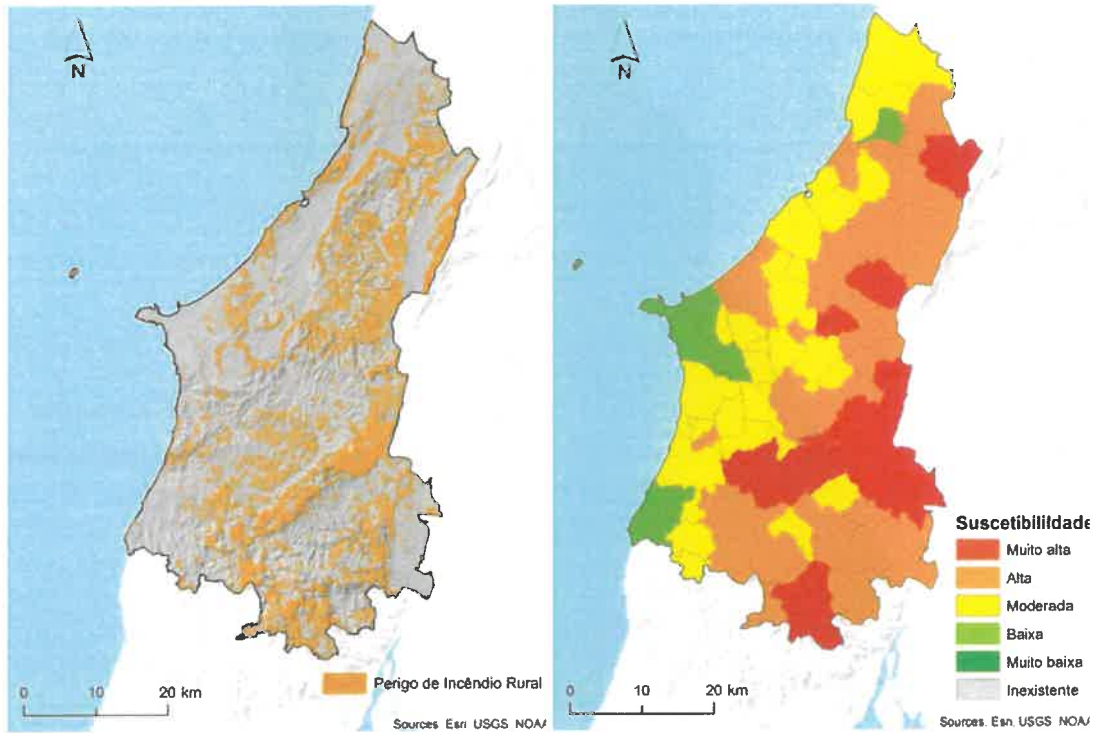 N
Perigo de Incêndio Rural
0 10 20 km
Sources Esri USGS NOAA
N
Suscetibilildade
Muito alta
Alta
Moderada
Baixa
Muito baixa
Inexistente
0 10 20 km
Sources. Esri. USGS NOAA